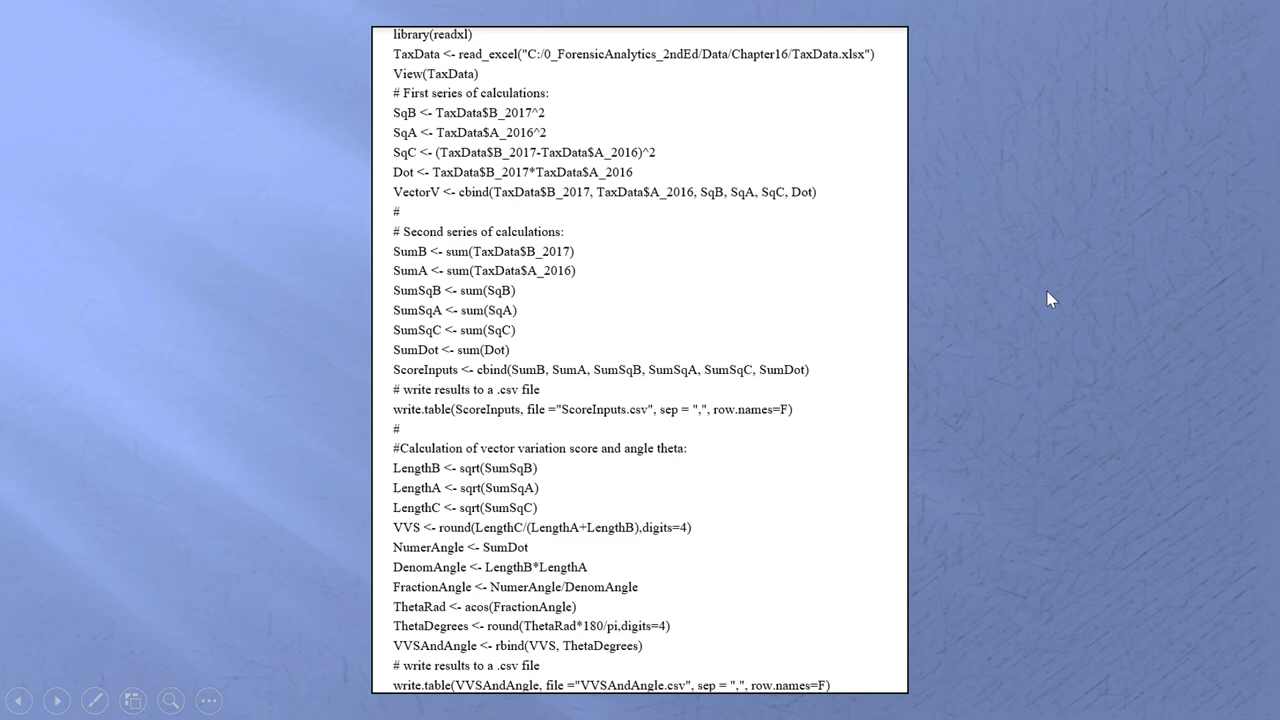 library(readxl)
TaxData <- read_excel("C:/0_ForensicAnalytics_2ndEd/Data/Chapter16/TaxData.xlsx")
View(TaxData)
# First series of calculations:
SqB <- TaxData$B_2017^2
SqA <- TaxData$A_2016^2
SqC <- (TaxData$B_2017-TaxData$A_2016)^2
Dot <- TaxData$B_2017*TaxData$A_2016
VectorV <- cbind(TaxData$B_2017, TaxData$A_2016, SqB, SqA, SqC, Dot)
#
# Second series of calculations:
SumB <- sum(TaxData$B_2017)
SumA <- sum(TaxData$A_2016)
SumSqB <- sum(SqB)
SumSqA <- sum(SqA)
SumSqC <- sum(SqC)
SumDot <- sum(Dot)
ScoreInputs <- cbind(SumB, SumA, SumSqB, SumSqA, SumSqC, SumDot)
# write results to a .csv file
write.table(ScoreInputs, file ="ScoreInputs.csv", sep = ",", row.names=F)
#
#Calculation of vector variation score and angle theta:
LengthB <- sqrt(SumSqB)
LengthA <- sqrt(SumSqA)
LengthC <- sqrt(SumSqC)
VVS <- round(LengthC/(LengthA+LengthB),digits=4)
NumerAngle <- SumDot
DenomAngle <- LengthB*LengthA
FractionAngle <- NumerAngle/DenomAngle
ThetaRad <- acos(FractionAngle)
ThetaDegrees <- round(ThetaRad*180/pi,digits=4)
VVSAndAngle <- rbind(VVS, ThetaDegrees)
# write results to a .csv file
write.table(VVSAndAngle, file ="VVSAndAngle.csv", sep = ",", row.names=F)